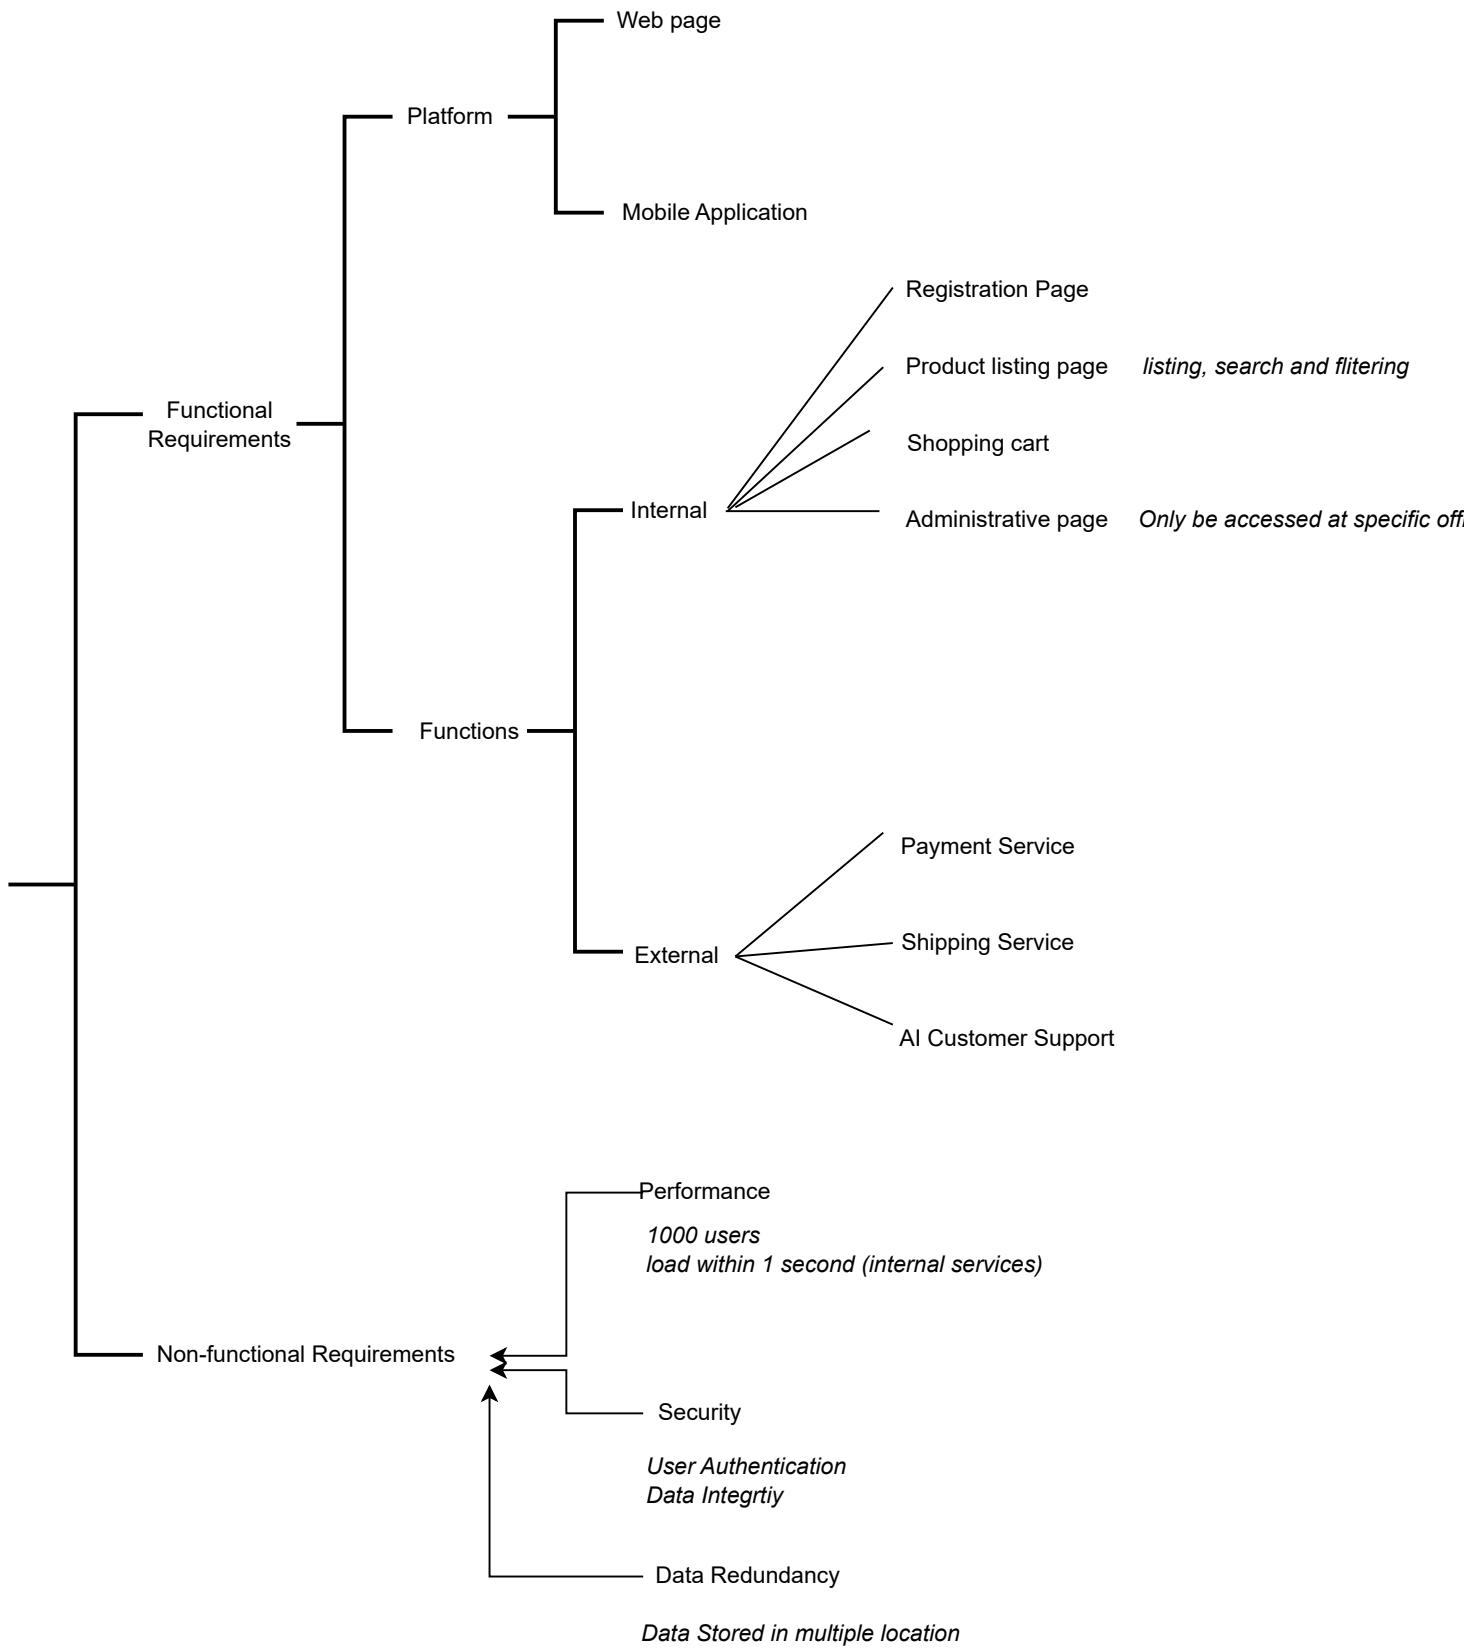 Web page
Platform
Mobile Application
Registration Page
Product listing page listing, search and flitering
Functional
Requirements
Shopping cart
Internal
Administrative page Only be accessed at specific
Functions
Payment Service
Shipping Service
External
AI Customer Support
Performance
1000 users
load within 1 second (internal services)
Non-functional Requirements
Security
User Authentication
Data Integrtiy
Data Redundancy
Data Stored in multiple location